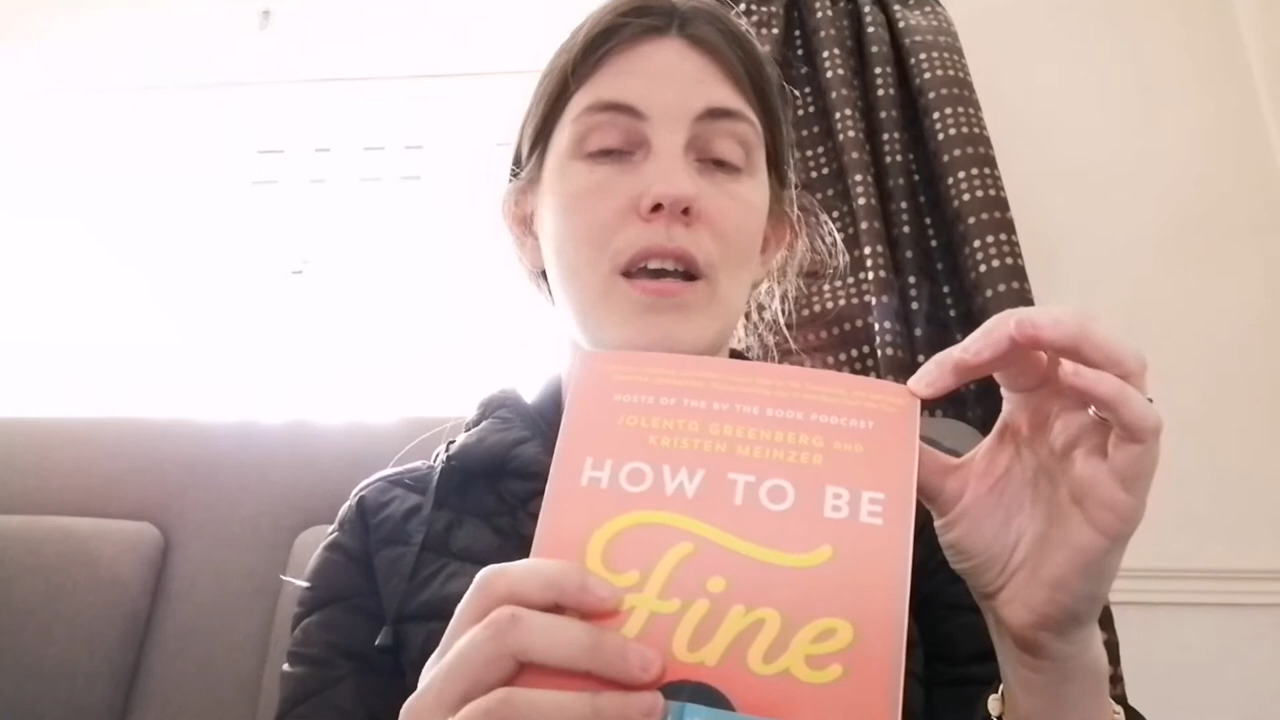 HOSTS OF THE BY THE BOOK PODCAST
JOLENTA GREENBERG AND
KRISTEN MEINZER
HOW TO BE
Fine